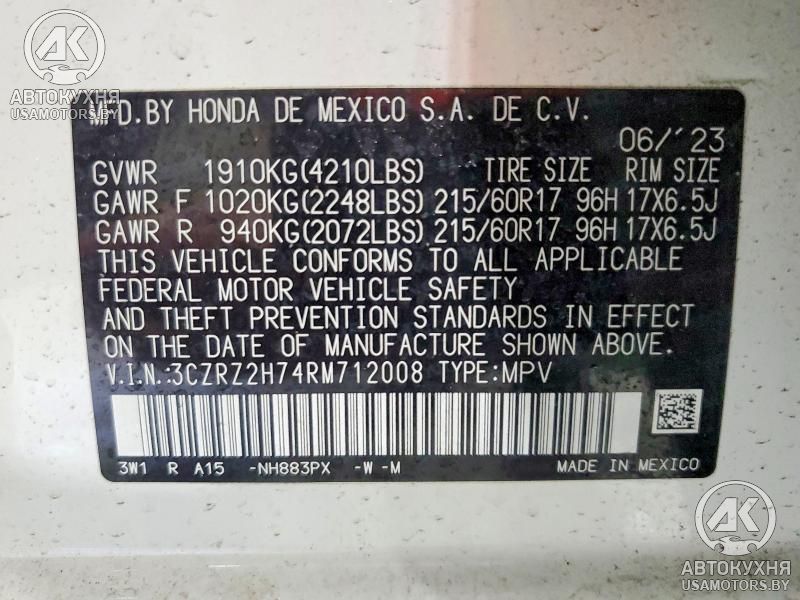 AK
АВТОКУХНЯ
USAMOTORS.BY
MFD.BY HONDA DE MEXICO S.A. DE C.V.
06/'23
GVWR 1910KG(4210LBS) TIRE SIZE RIM SIZE
GAWR F 1020KG(2248LBS) 215/60R17 96H 17X6.5J
GAWR R 940KG(2072LBS) 215/60R17 96H 17X6.5J
THIS VEHICLE CONFORMS TO ALL APPLICABLE
FEDERAL MOTOR VEHICLE SAFETY
AND THEFT PREVENTION STANDARDS IN EFFECT
ON THE DATE OF MANUFACTURE SHOWN ABOVE.
V.I.N.:3CZRZ2H74RM712008 TYPE:MPV
3W1 R A15 -NH883PX -W -M MADE IN MEXICO
AK
АВТОКУХНЯ
USAMOTORS.BY